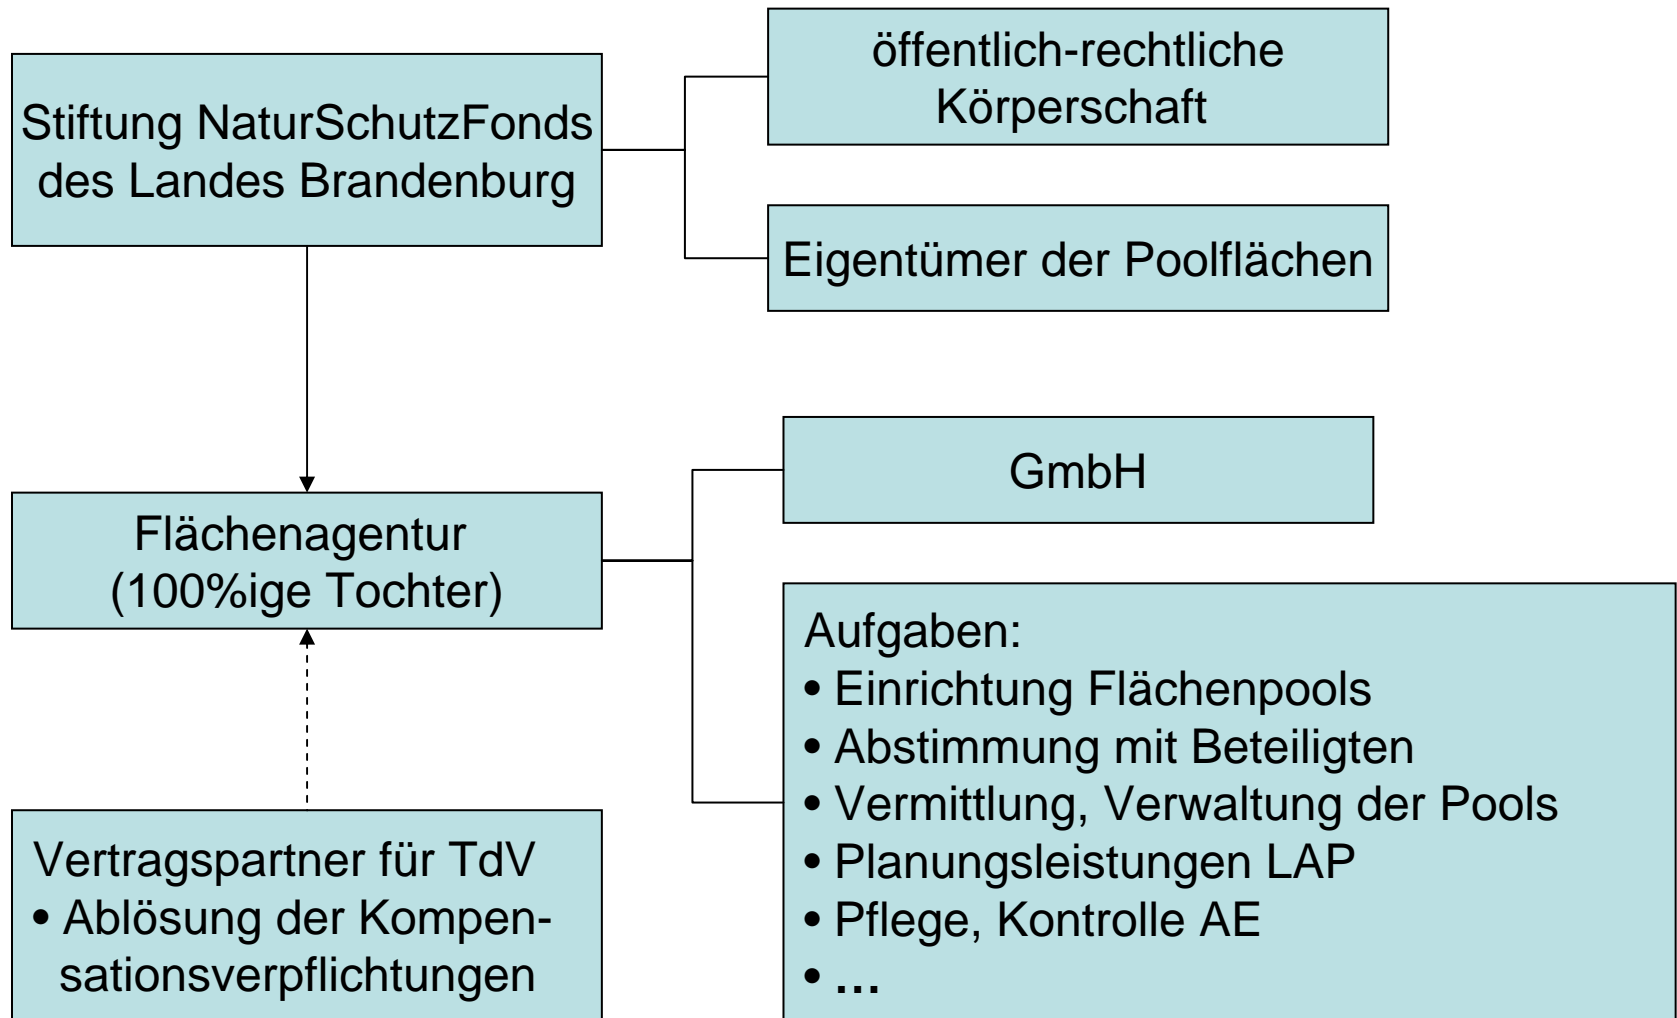 Stiftung NaturSchutzFonds
des Landes Brandenburg
öffentlich-rechtliche
Körperschaft
Eigentümer der Poolflächen
Flächenagentur
(100%ige Tochter)
GmbH
Aufgaben:
• Einrichtung Flächenpools
• Abstimmung mit Beteiligten
• Vermittlung, Verwaltung der Pools
• Planungsleistungen LAP
• Pflege, Kontrolle AE
• ...
Vertragspartner für TdV
• Ablösung der Kompen-
sationsverpflichtungen